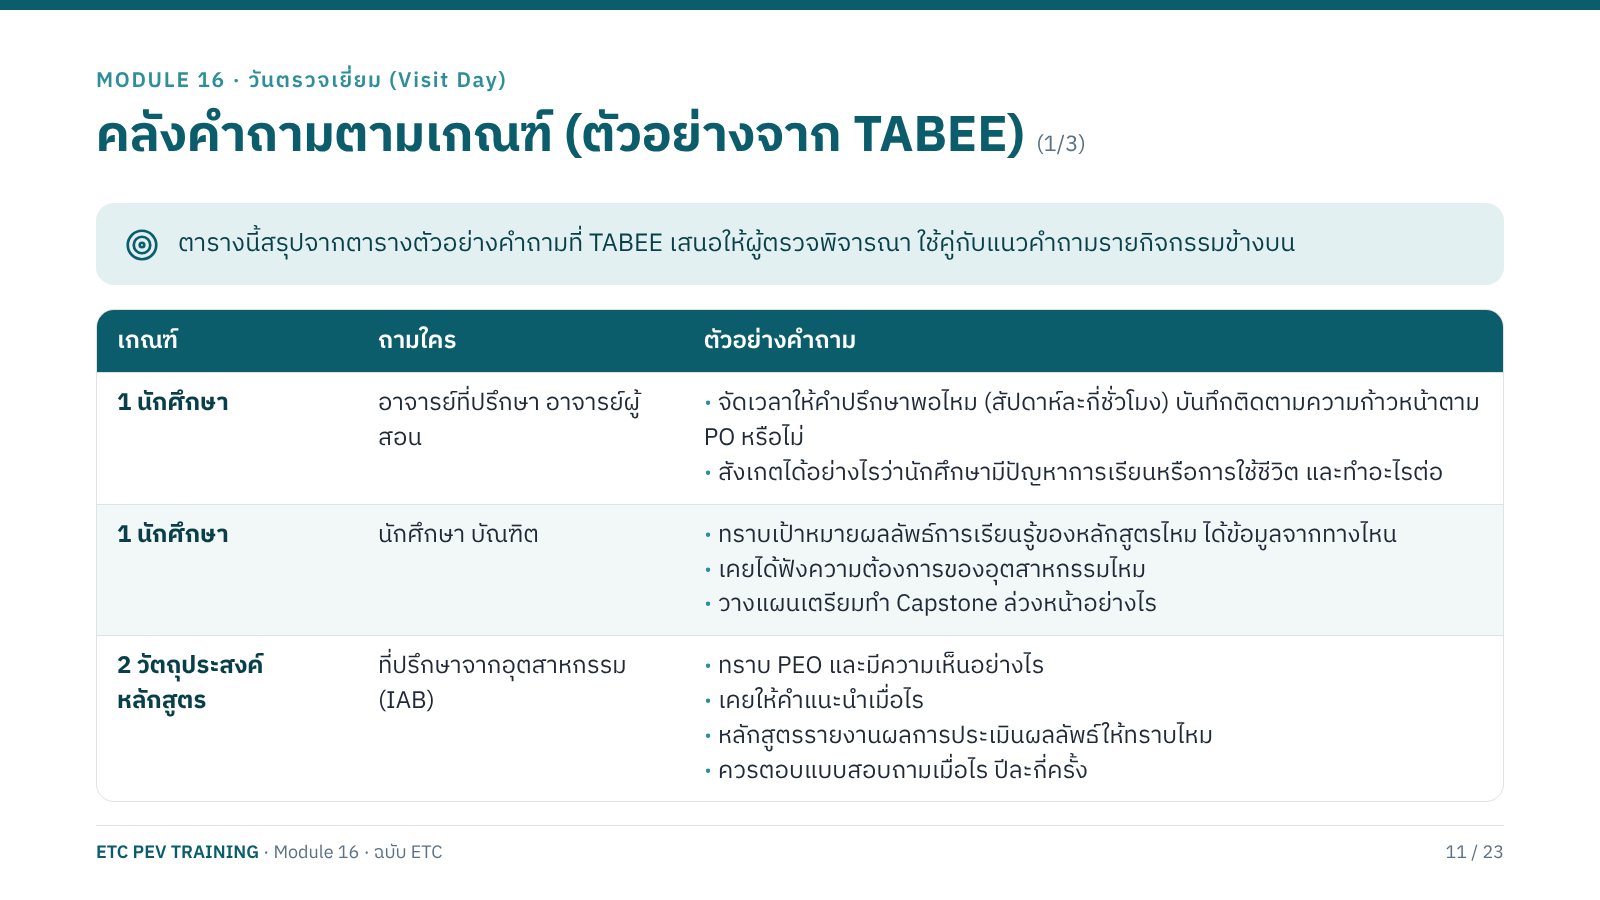 MODULE 16 · วันตรวจเยี่ยม (Visit Day)
คลังคำถามตามเกณฑ์ (ตัวอย่างจาก TABEE) (1/3)
ตารางนี้สรุปจากตารางตัวอย่างคำถามที่ TABEE เสนอให้ผู้ตรวจพิจารณา ใช้คู่กับแนวคำถามรายกิจกรรมข้างบน
เกณฑ์ ถามใคร ตัวอย่างคำถาม
1 นักศึกษา อาจารย์ที่ปรึกษา อาจารย์ผู้ • จัดเวลาให้คำปรึกษาพอไหม (สัปดาห์ละกี่ชั่วโมง) บันทึกติดตามความก้าวหน้าตาม
สอน PO หรือไม่
• สังเกตได้อย่างไรว่านักศึกษามีปัญหาการเรียนหรือการใช้ชีวิต และทำอะไรต่อ
1 นักศึกษา นักศึกษา บัณฑิต • ทราบเป้าหมายผลลัพธ์การเรียนรู้ของหลักสูตรไหม ได้ข้อมูลจากทางไหน
• เคยได้ฟังความต้องการของอุตสาหกรรมไหม
• วางแผนเตรียมทำ Capstone ล่วงหน้าอย่างไร
2 วัตถุประสงค์ ที่ปรึกษาจากอุตสาหกรรม • ทราบ PEO และมีความเห็นอย่างไร
หลักสูตร (IAB) • เคยให้คำแนะนำเมื่อไร
• หลักสูตรรายงานผลการประเมินผลลัพธ์ให้ทราบไหม
• ควรตอบแบบสอบถามเมื่อไร ปีละกี่ครั้ง
ETC PEV TRAINING · Module 16 · ฉบับ ETC 11 / 23